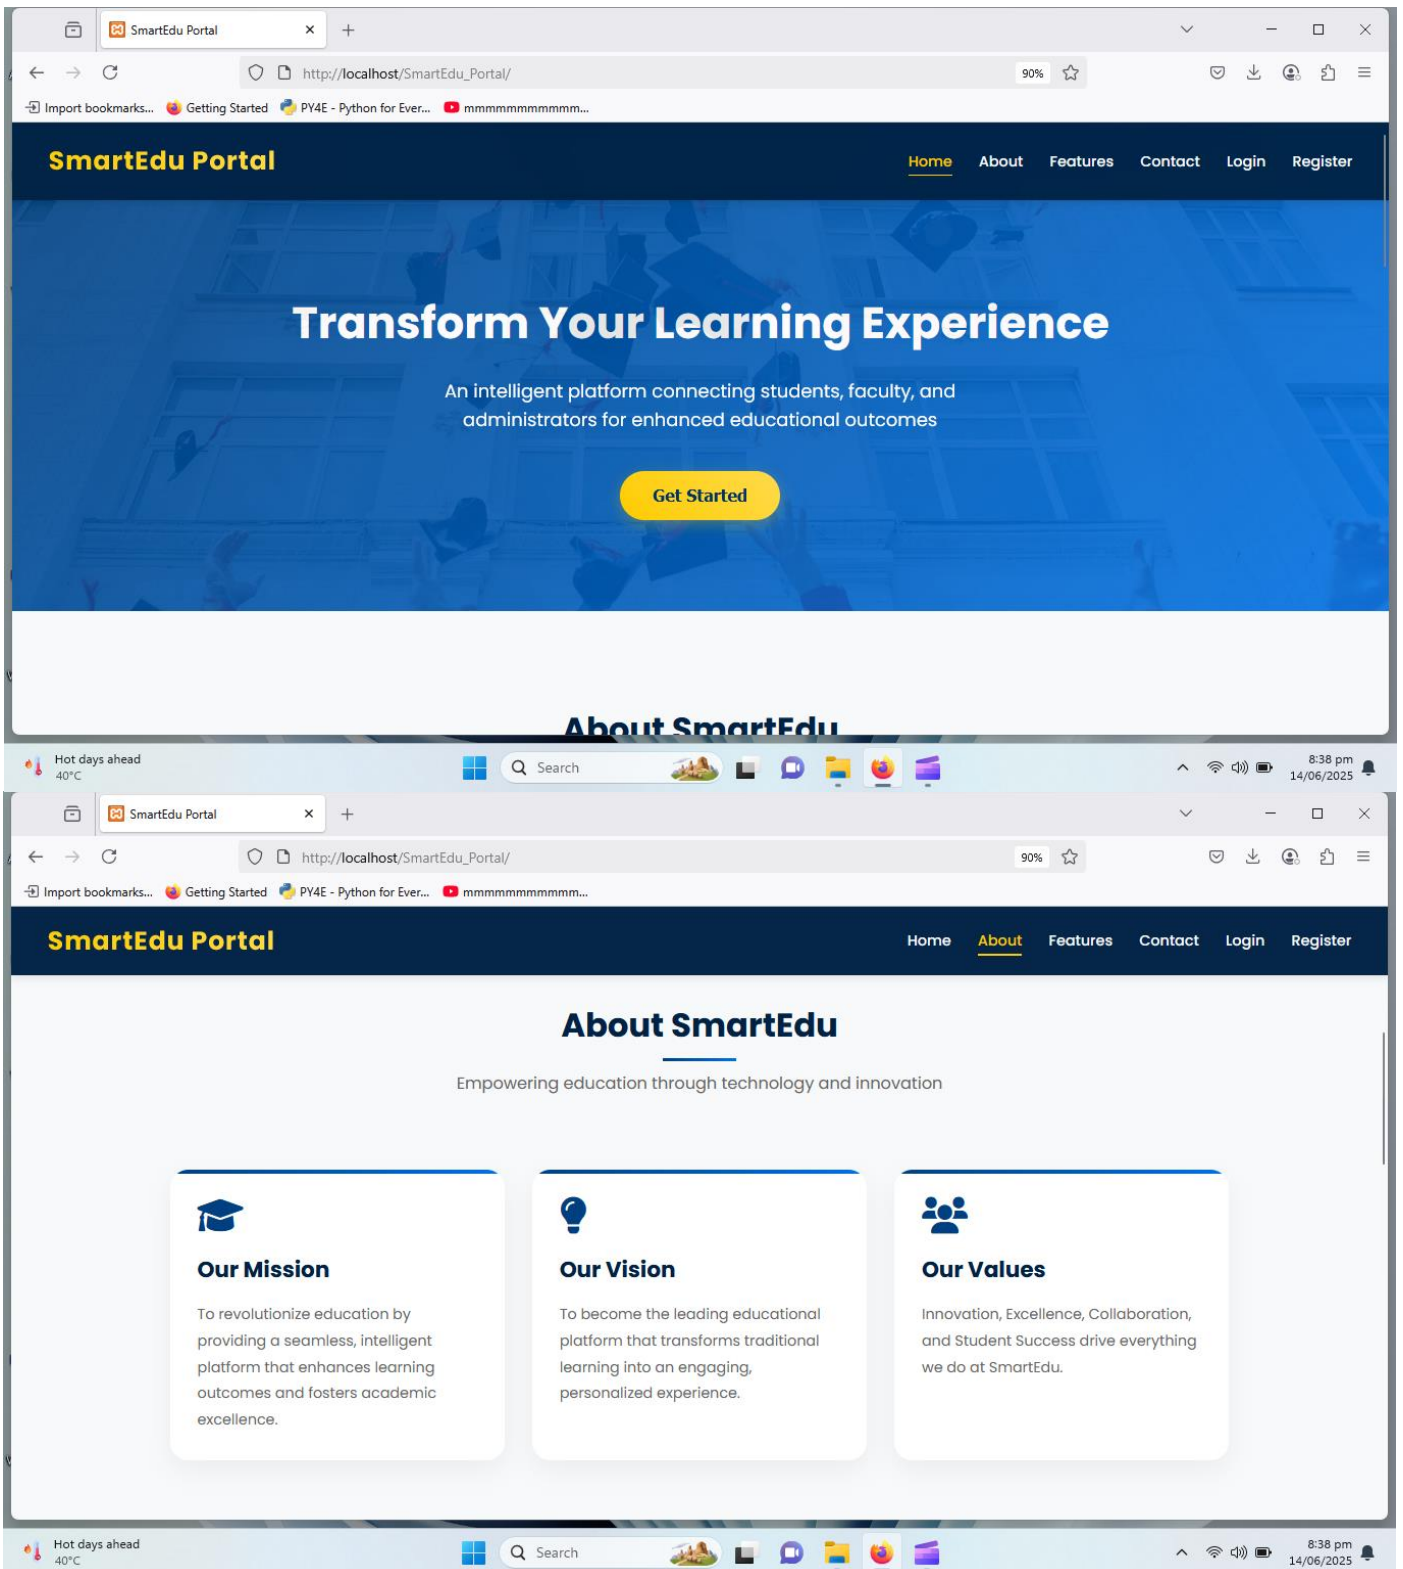 SmartEdu Portal
http://localhost/SmartEdu_Portal/
90%
Import bookmarks... Getting Started PY4E - Python for Ever... mmmmmmmmmmmm...
SmartEdu Portal Home About Features Contact Login Register
Transform Your Learning Experience
An intelligent platform connecting students, faculty, and
administrators for enhanced educational outcomes
Get Started
About SmartEdu
Hot days ahead
40°C
Search
8:38 pm
14/06/2025
SmartEdu Portal
http://localhost/SmartEdu_Portal/
90%
Import bookmarks... Getting Started PY4E - Python for Ever... mmmmmmmmmmmm...
SmartEdu Portal Home About Features Contact Login Register
About SmartEdu
Empowering education through technology and innovation
Our Mission
To revolutionize education by
providing a seamless, intelligent
platform that enhances learning
outcomes and fosters academic
excellence.
Our Vision
To become the leading educational
platform that transforms traditional
learning into an engaging,
personalized experience.
Our Values
Innovation, Excellence, Collaboration,
and Student Success drive everything
we do at SmartEdu.
Hot days ahead
40°C
Search
8:38 pm
14/06/2025